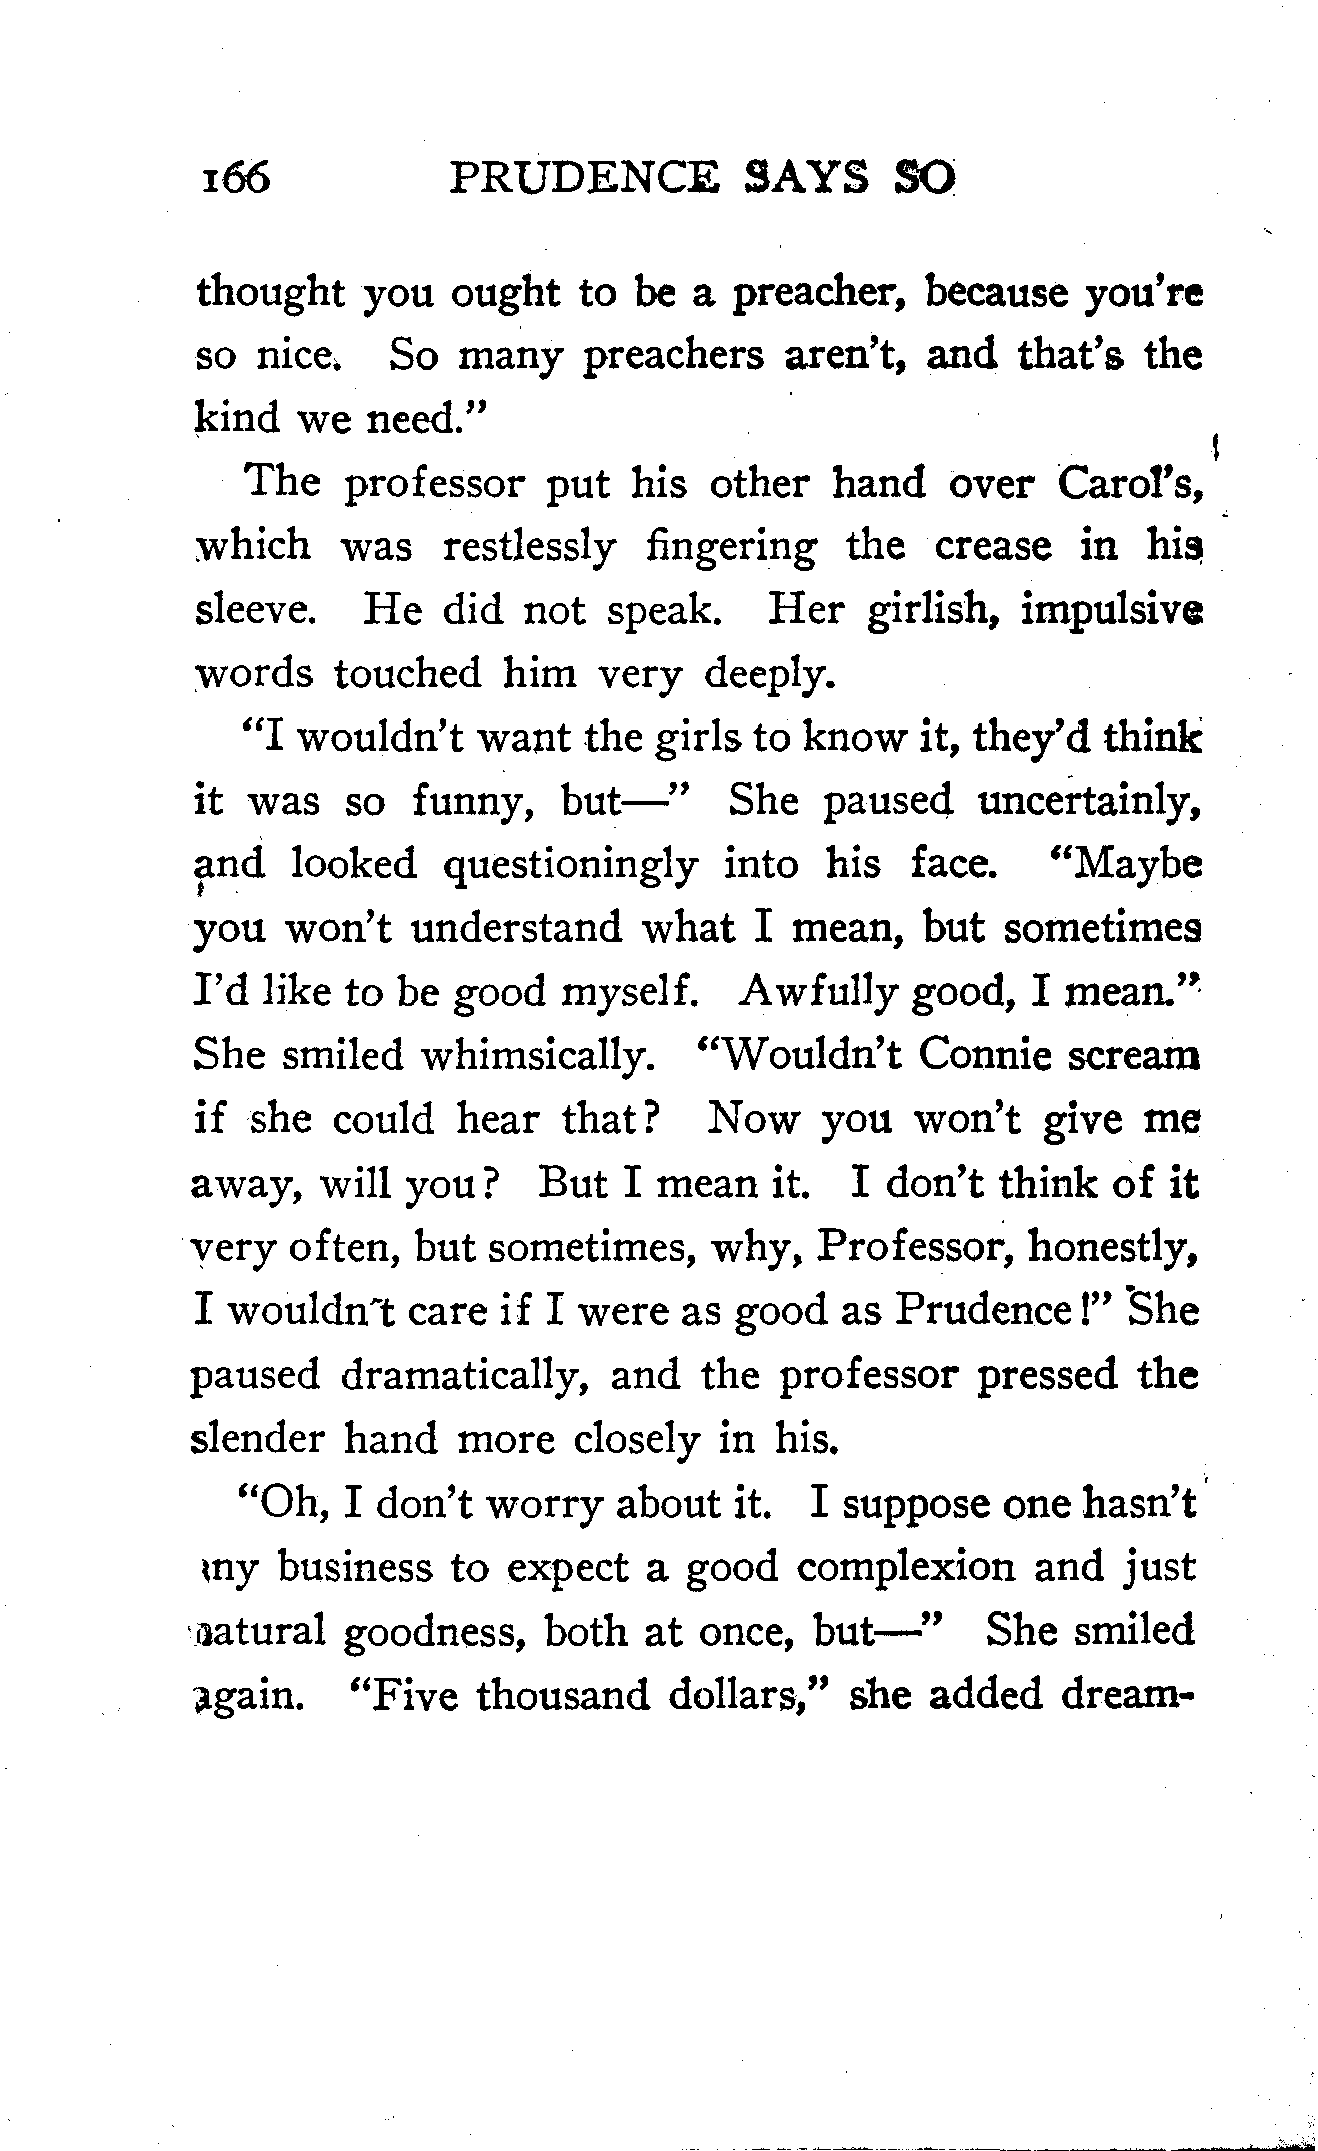 166 PRUDENCE SAYS SO
thought you ought to be a preacher, because you're
so nice. So many preachers aren't, and that's the
kind we need."
The professor put his other hand over Carol's,
which was restlessly fingering the crease in his
sleeve. He did not speak. Her girlish, impulsive
words touched him very deeply.
"I wouldn't want the girls to know it, they'd think
it was so funny, but—" She paused uncertainly,
and looked questioningly into his face. "Maybe
you won't understand what I mean, but sometimes
I'd like to be good myself. Awfully good, I mean."
She smiled whimsically. "Wouldn't Connie scream
if she could hear that? Now you won't give me
away, will you? But I mean it. I don't think of it
very often, but sometimes, why, Professor, honestly,
I wouldn't care if I were as good as Prudence!" She
paused dramatically, and the professor pressed the
slender hand more closely in his.
"Oh, I don't worry about it. I suppose one hasn't
any business to expect a good complexion and just
natural goodness, both at once, but—" She smiled
again. "Five thousand dollars," she added dream-